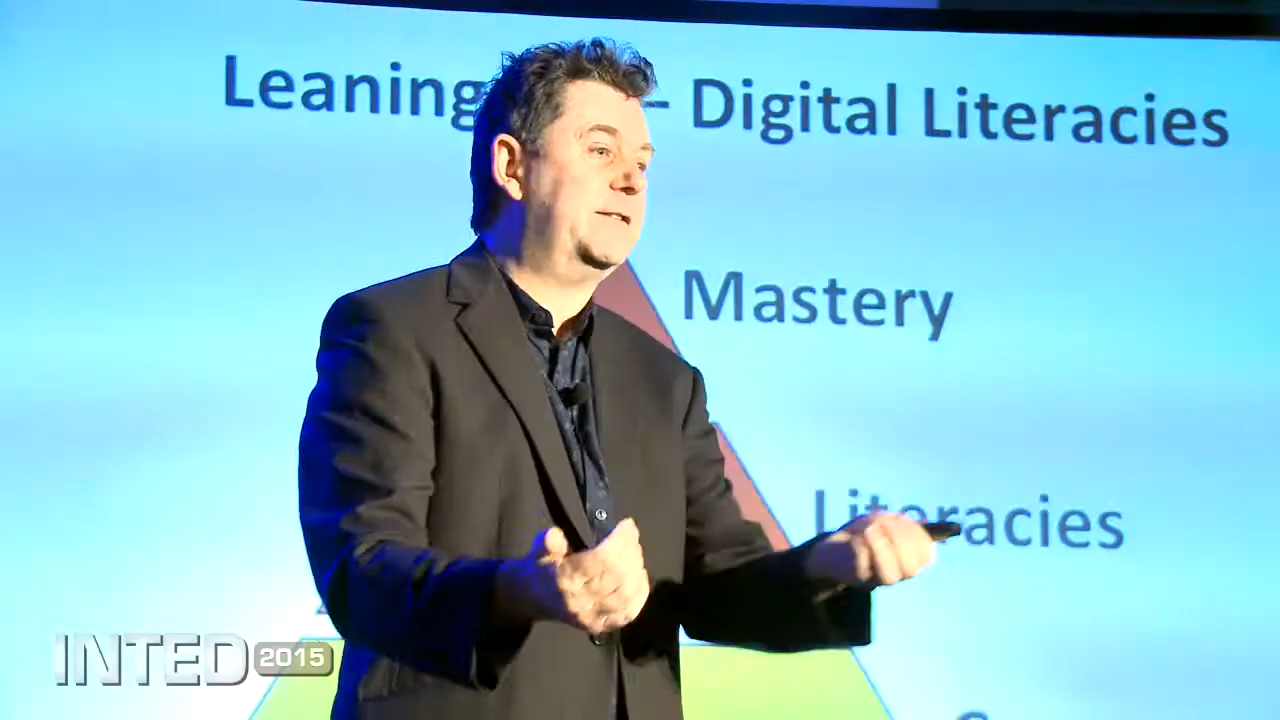 Leaning – Digital Literacies
Mastery
Literacies
INTED 2015